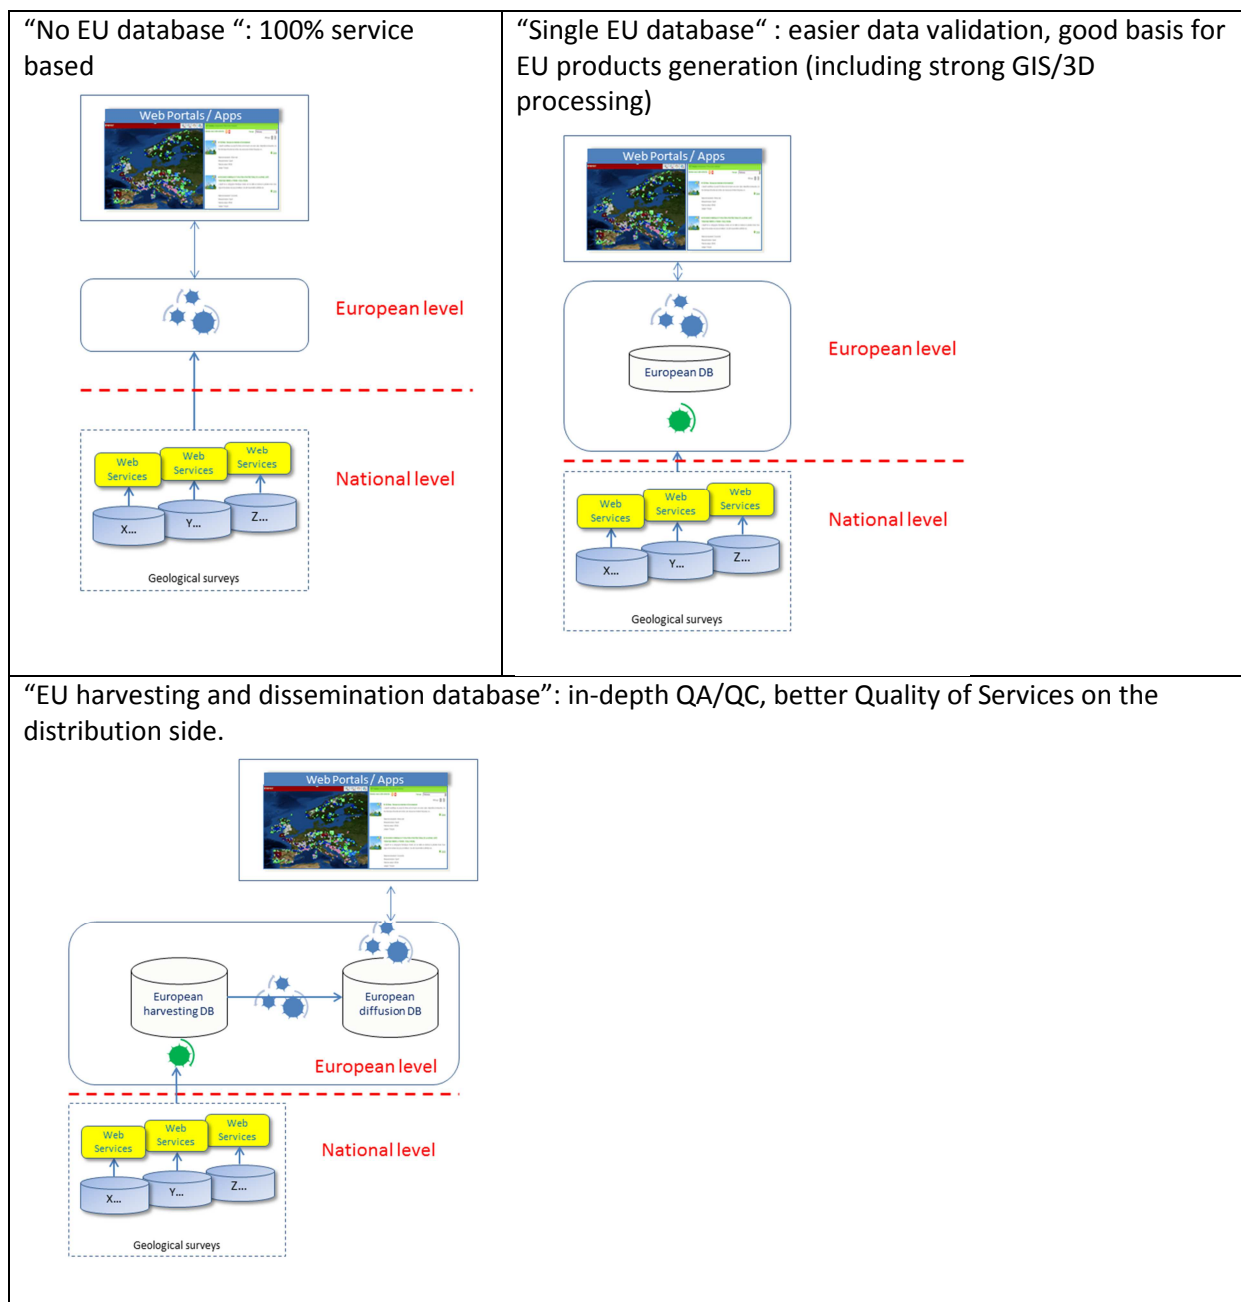 “No EU database “: 100% service
based
Web Portals / Apps
European level
National level
Web
Services
Web
Services
Web
Services
X...
Y...
Z...
Geological surveys
“Single EU database“ : easier data validation, good basis for
EU products generation (including strong GIS/3D
processing)
Web Portals / Apps
European DB
European level
National level
Web
Services
Web
Services
Web
Services
X...
Y...
Z...
Geological surveys
“EU harvesting and dissemination database”: in-depth QA/QC, better Quality of Services on the
distribution side.
Web Portals / Apps
European
harvesting DB
European
diffusion DB
European level
National level
Web
Services
Web
Services
Web
Services
X...
Y...
Z...
Geological surveys